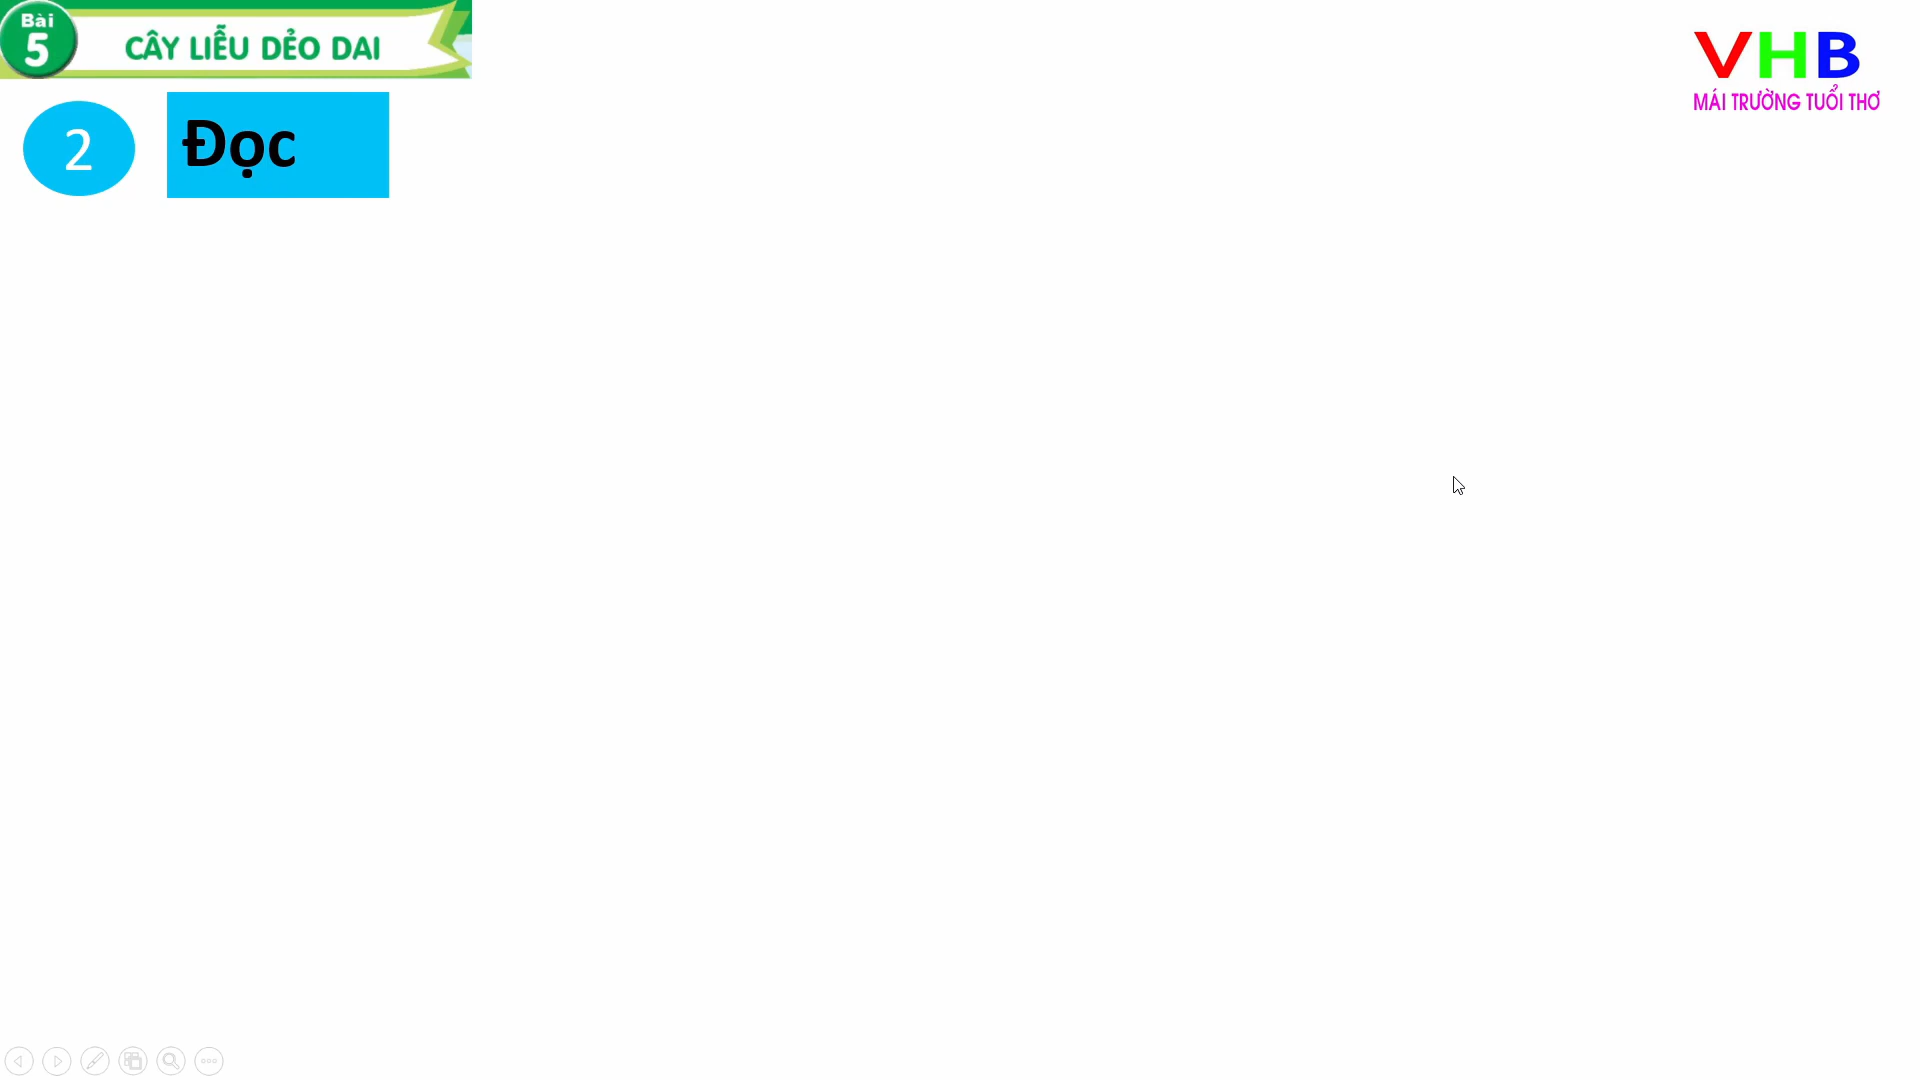 Bài
5
CÂY LIỄU DẺO DAI
VHB
MÁI TRƯỜNG TUỔI THƠ
2
Đọc